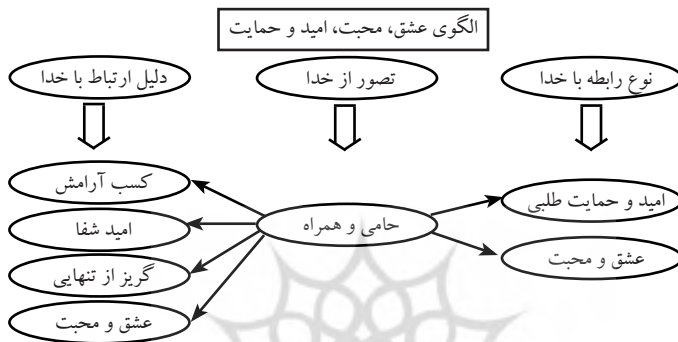 الگوی عشق، محبت، امید و حمایت
نوع رابطه با خدا
تصور از خدا
دلیل ارتباط با خدا
امید و حمایت طلبی
عشق و محبت
حامی و همراه
کسب آرامش
امید شفا
گریز از تنهایی
عشق و محبت